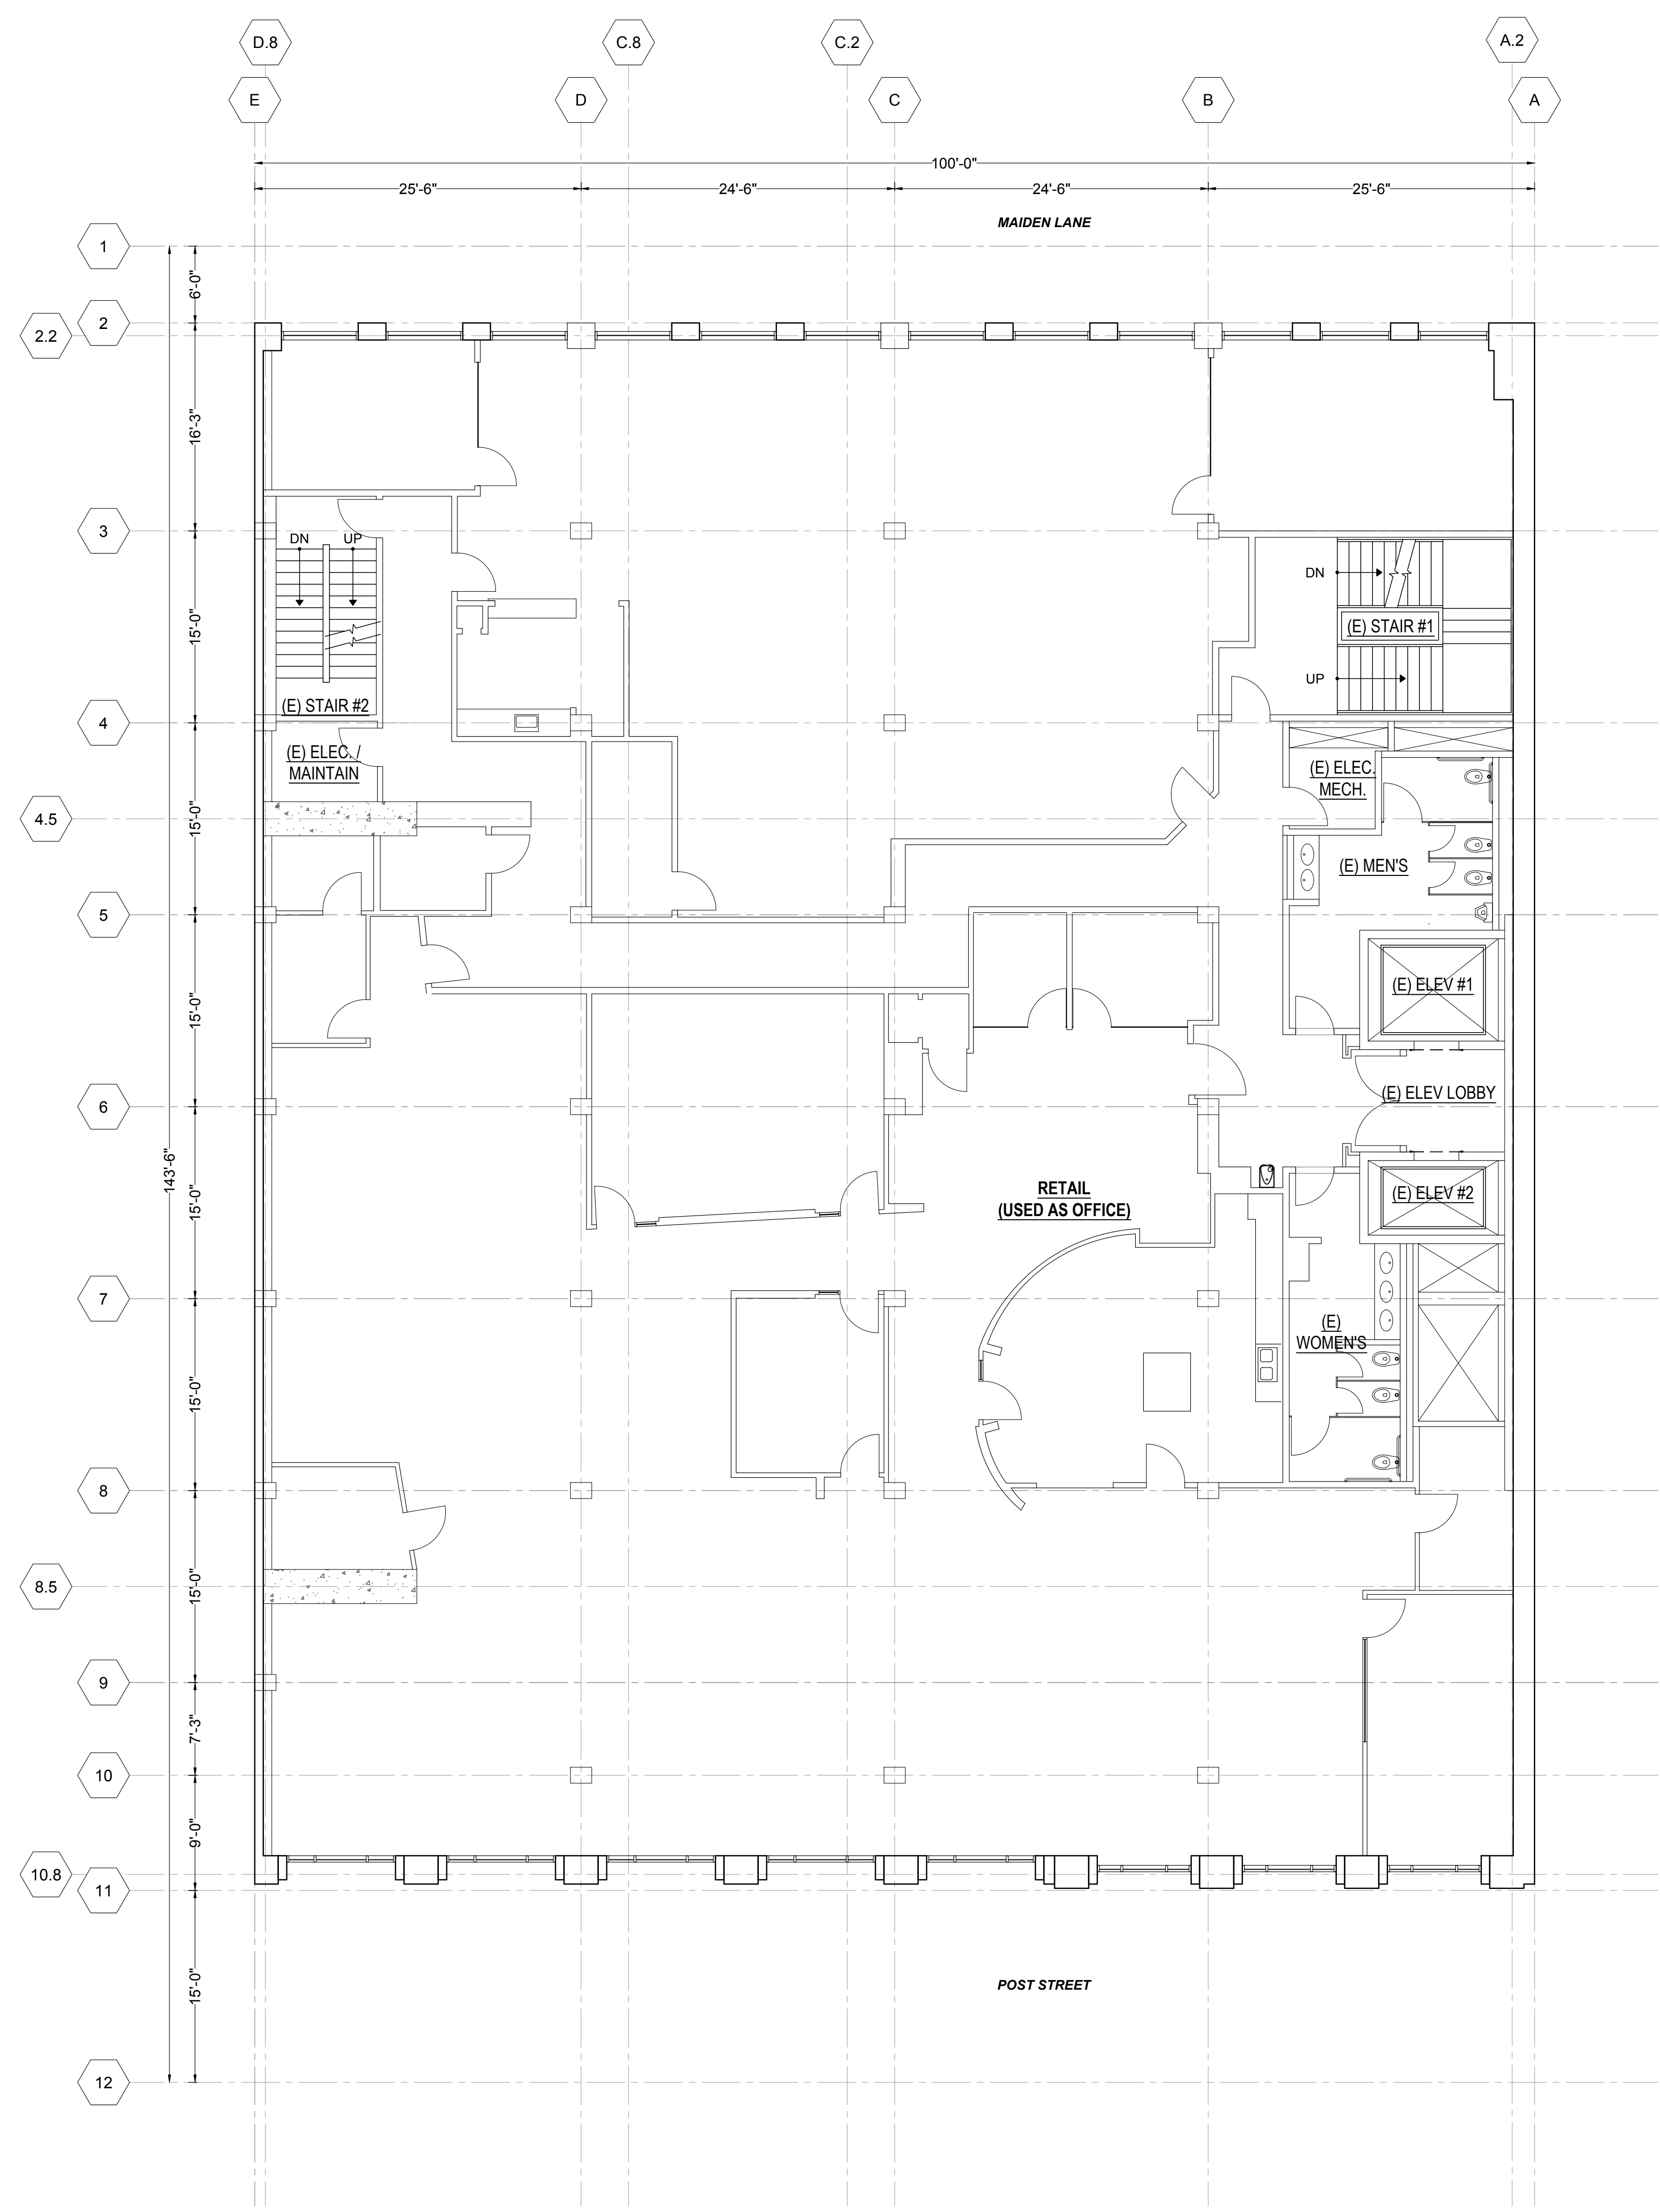 D.8
C.8
C.2
A.2
E
D
C
B
A
100'-0"
25'-6"
24'-6"
24'-6"
25'-6"
MAIDEN LANE
1
6'-0"
2
2.2
16'-3"
3
DN
UP
DN
15'-0"
(E) STAIR #1
UP
(E) STAIR #2
4
(E) ELEC. /
MAINTAIN
(E) ELEC.
MECH.
4.5
15'-0"
(E) MEN'S
5
(E) ELEV #1
15'-0"
(E) ELEV LOBBY
6
143'-6"
15'-0"
RETAIL
(USED AS OFFICE)
(E) ELEV #2
7
(E)
WOMEN'S
15'-0"
8
8.5
15'-0"
9
7'-3"
10
9'-0"
10.8
11
POST STREET
15'-0"
12